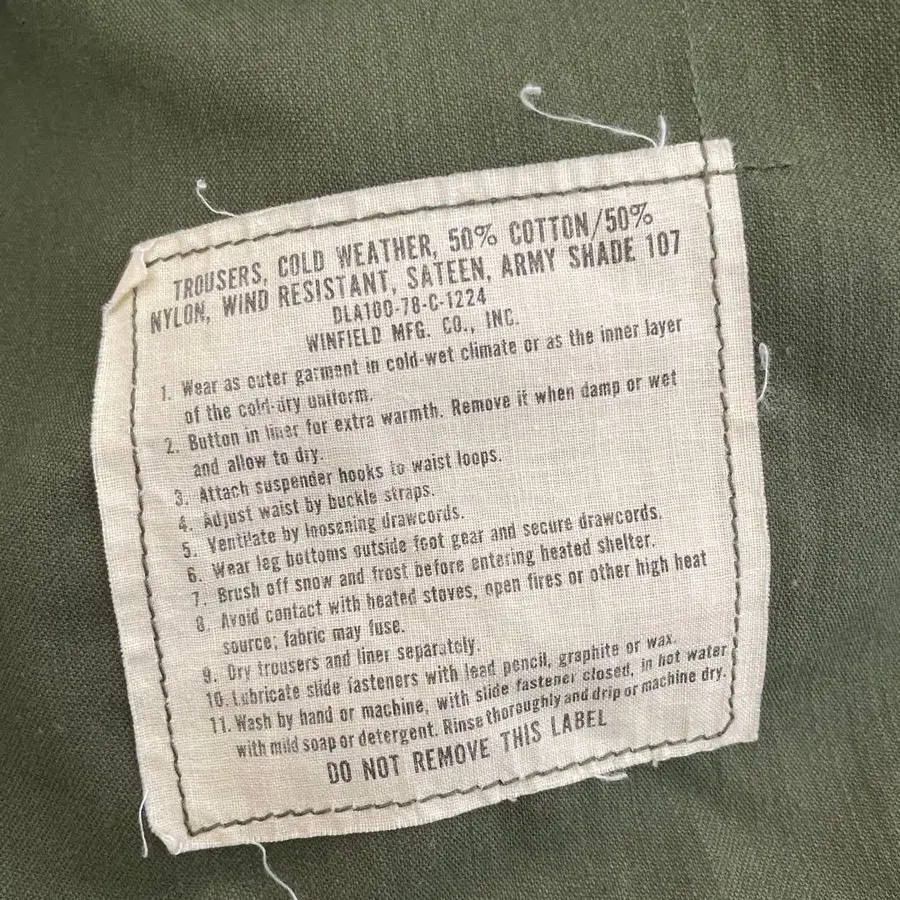 TROUSERS, COLD WEATHER, 50% COTTON/50%
NYLON, WIND RESISTANT, SATEEN, ARMY SHADE 107
DLA100-78-C-1224
WINFIELD MFG. CO., INC.
1. Wear as outer garment in cold-wet climate or as the inner layer
of the cold-dry uniform.
2. Button in liner for extra warmth. Remove it when damp or wet
and allow to dry.
3. Attach suspender hooks to waist loops.
4. Adjust waist by buckle straps.
5. Ventilate by loosening drawcords.
6. Wear leg bottoms outside foot gear and secure drawcords.
7. Brush off snow and frost before entering heated shelter.
8. Avoid contact with heated stoves, open fires or other high heat
source; fabric may fuse.
9. Dry trousers and liner separately.
10. Lubricate slide fasteners with lead pencil, graphite or wax.
11. Wash by hand or machine, with slide fastener closed, in hot water
with mild soap or detergent. Rinse thoroughly and drip or machine dry.
DO NOT REMOVE THIS LABEL